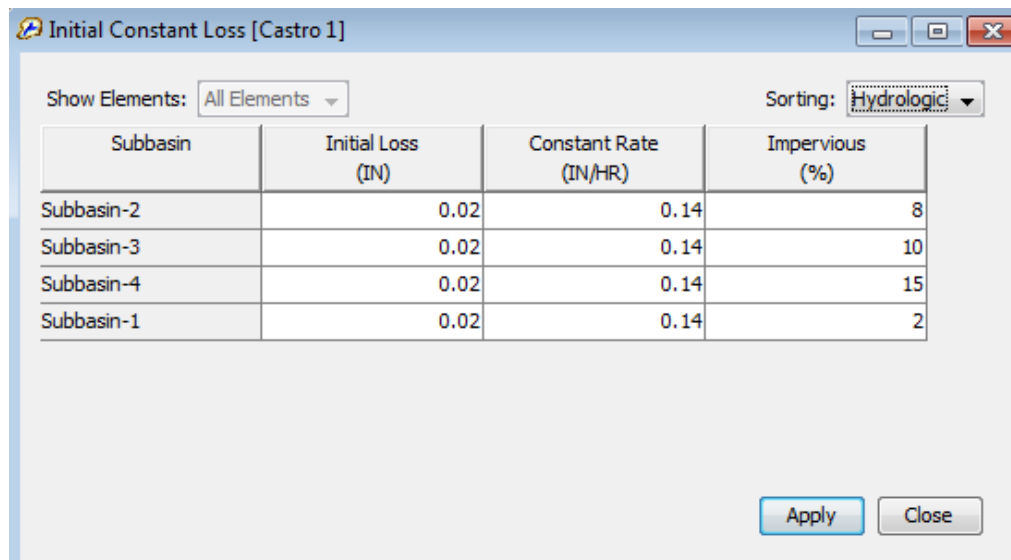 Initial Constant Loss [Castro 1]
Show Elements: All Elements Sorting: Hydrologic
Subbasin Initial Loss (IN) Constant Rate (IN/HR) Impervious (%)
Subbasin-2 0.02 0.14 8
Subbasin-3 0.02 0.14 10
Subbasin-4 0.02 0.14 15
Subbasin-1 0.02 0.14 2
Apply Close